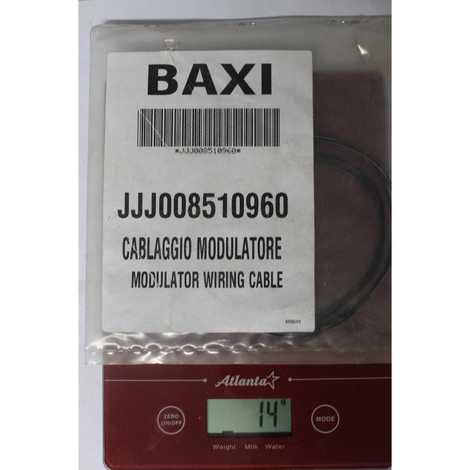 BAXI
*JJJ008510960*
JJJ008510960
CABLAGGIO MODULATORE
MODULATOR WIRING CABLE
Atlanta
ZERO
ON/OFF
14
MODE
Weight Milk Water